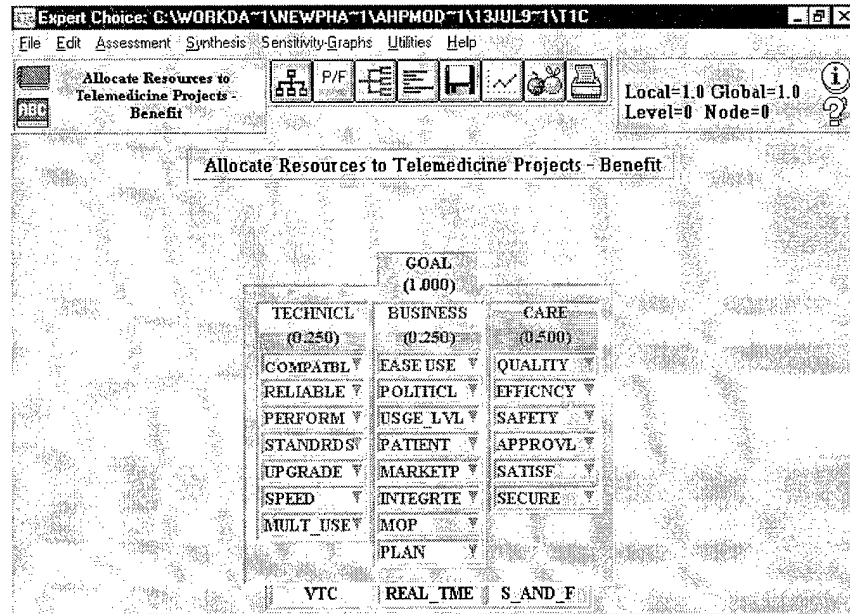 Expert Choice: C:\WORKDA~1\NEWPHA~1\AHPMOD~1\13JUL9~1\T1C
File Edit Assessment Synthesis Sensitivity-Graphs Utilities Help
Allocate Resources to
Telemedicine Projects -
Benefit
ABC
P/F
Local=1.0 Global=1.0
Level=0 Node=0
Allocate Resources to Telemedicine Projects - Benefit
GOAL
(1.000)
TECHNICL BUSINESS CARE
(0.250) (0.250) (0.500)
COMPATBL EASE USE QUALITY
RELIABLE POLITICL EFFICNCY
PERFORM USGE_LVL SAFETY
STANDRDS PATIENT APPROVL
UPGRADE MARKETP SATISF
SPEED INTEGRTE SECURE
MULT_USE MOP
PLAN
VTC REAL_TME S_AND_F